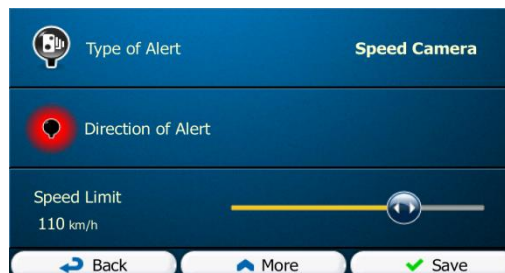 Type of Alert Speed Camera
Direction of Alert
Speed Limit
110 km/h
Back More Save